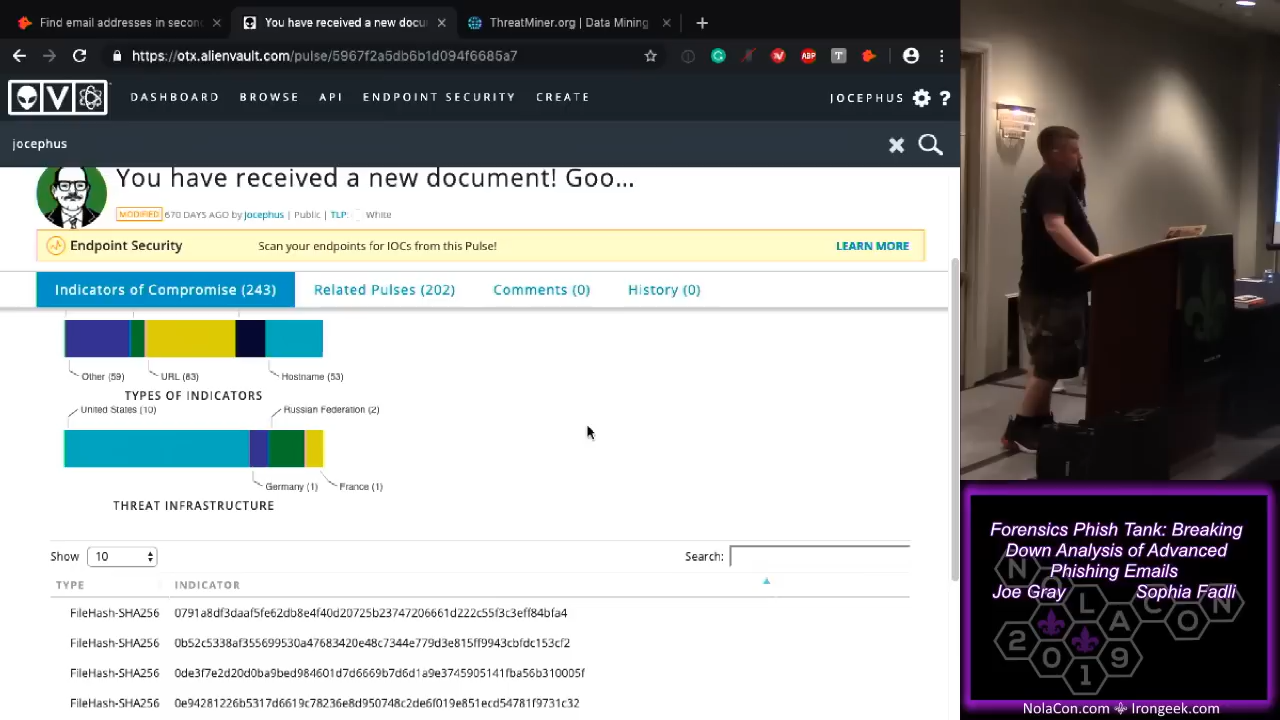 Find email addresses in secon
You have received a new docu
ThreatMiner.org | Data Mining
https://otx.alienvault.com/pulse/5967f2a5db6b1d094f6685a7
DASHBOARD BROWSE API ENDPOINT SECURITY CREATE JOCEPHUS ?
jocephus
You have received a new document! Goo...
MODIFIED 670 DAYS AGO by jocephus | Public | TLP: White
Endpoint Security Scan your endpoints for IOCs from this Pulse! LEARN MORE
Indicators of Compromise (243) Related Pulses (202) Comments (0) History (0)
Other (59) URL (83) Hostname (53)
TYPES OF INDICATORS
United States (10) Russian Federation (2)
Germany (1) France (1)
THREAT INFRASTRUCTURE
Show 10 Search:
TYPE INDICATOR
FileHash-SHA256 0791a8df3daaf5fe62db8e4f40d20725b23747206661d222c55f3c3eff84bfa4
FileHash-SHA256 0b52c5338af355699530a47683420e48c7344e779d3e815ff9943cbfdc153cf2
FileHash-SHA256 0de3f7e2d20d0ba9bed984601d7d6669b7d6d1a9e3745905141fba56b310005f
FileHash-SHA256 0e94281226b5317d6619c78236e8d950748c2de6f019e851ecd54781f9731c32
Forensics Phish Tank: Breaking
Down Analysis of Advanced
Phishing Emails
Joe Gray Sophia Fadli
NOLACON
2019
NolaCon.com Irongeek.com